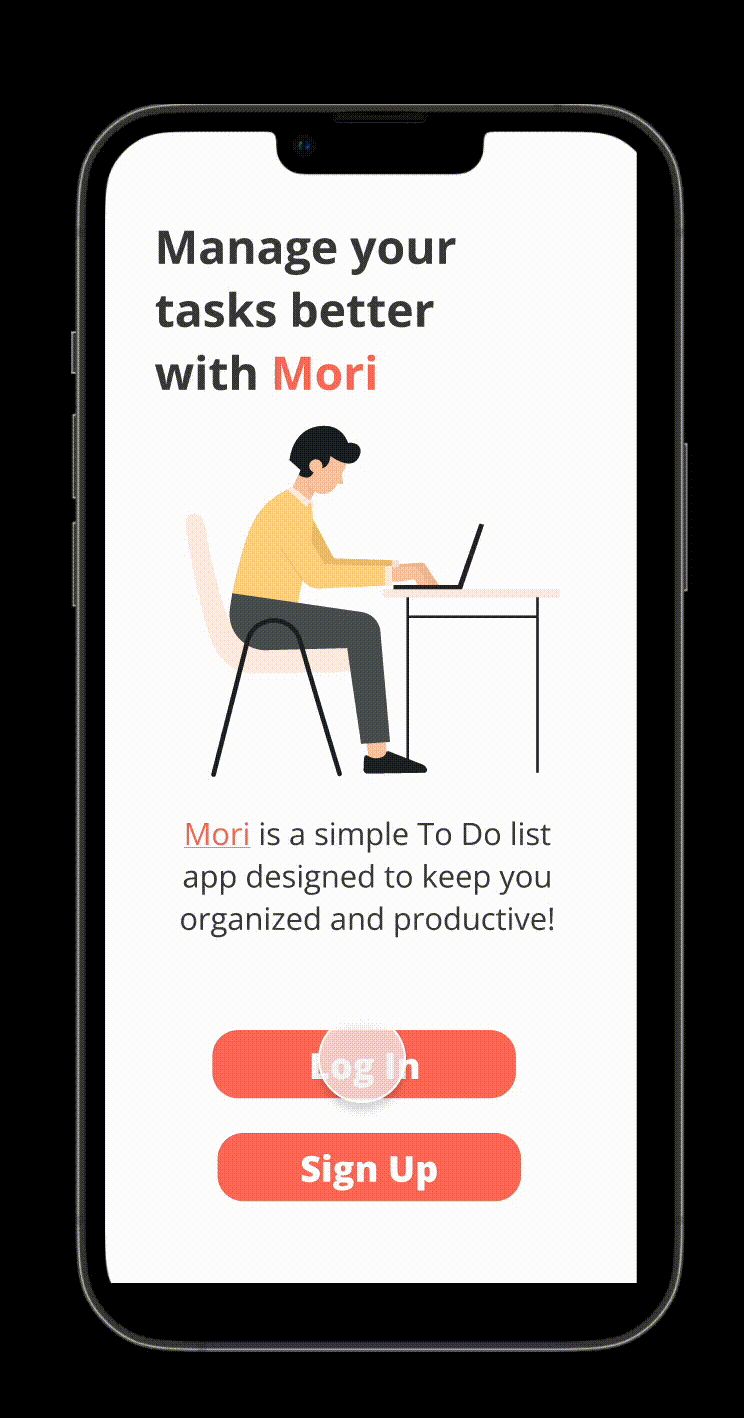 Manage your
tasks better
with Mori
Mori is a simple To Do list
app designed to keep you
organized and productive!
Log In
Sign Up